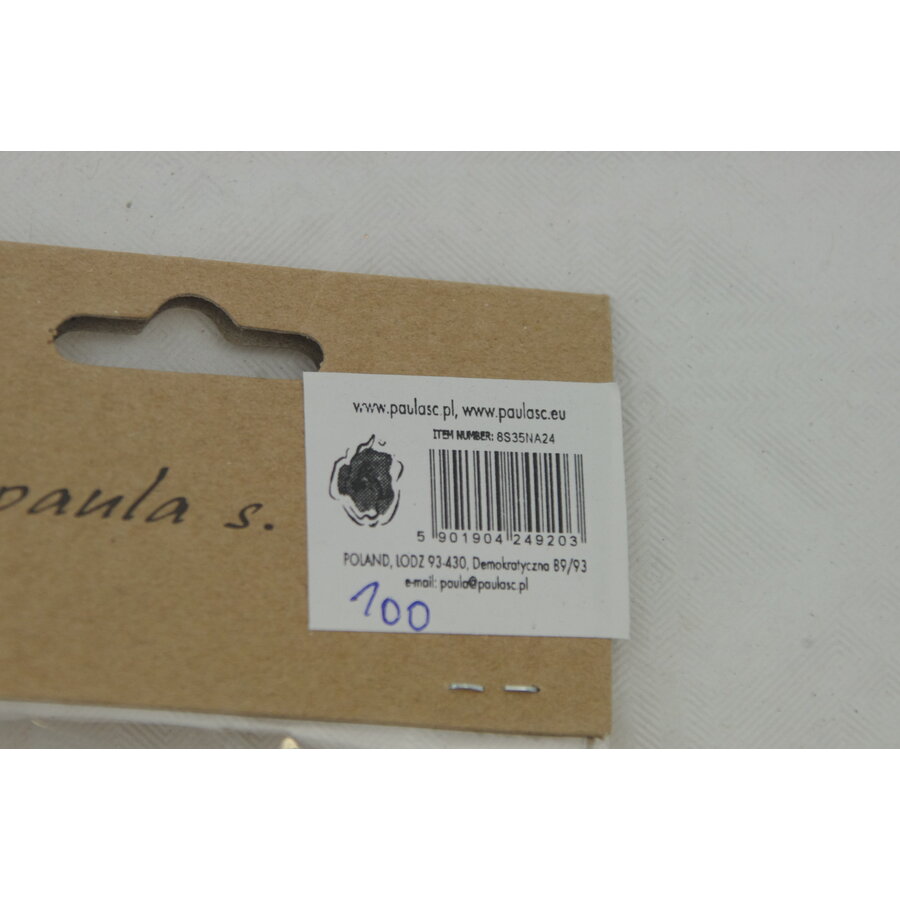 www.paulasc.pl, www.paulasc.eu
ITEM NUMBER: 8S35NA24
5 901904 249203
paula s.
POLAND, LODZ 93-430, Demokratyczna 89/93
e-mail: paula@paulasc.pl
100